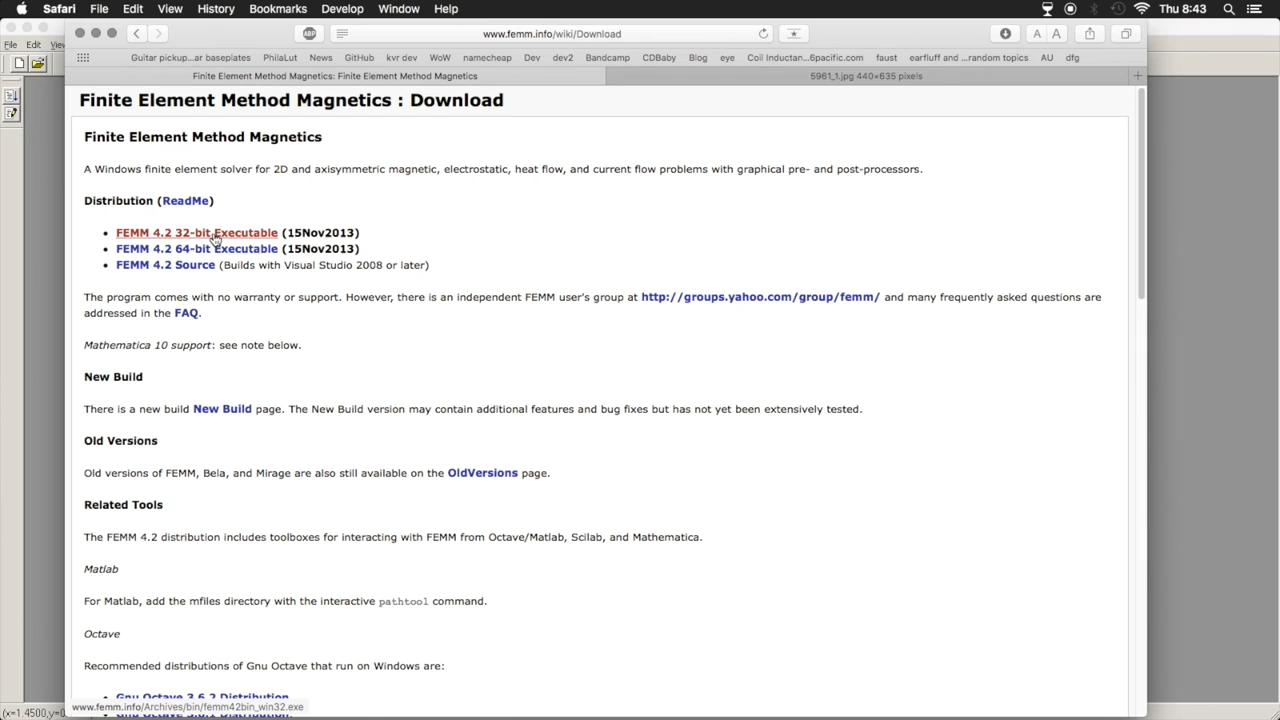 Safari File Edit View History Bookmarks Develop Window Help Thu 8:43
File Edit
ABP www.femm.info/wiki/Download A A
Guitar pickup...ar baseplates PhilaLut News GitHub kvr dev WoW namecheap Dev dev2 Bandcamp CDBaby Blog eye Coil Inductan...6pacific.com faust earfluff and ...random topics AU dfg
Finite Element Method Magnetics: Finite Element Method Magnetics 5961_1.jpg 440×635 pixels
Finite Element Method Magnetics : Download
Finite Element Method Magnetics
A Windows finite element solver for 2D and axisymmetric magnetic, electrostatic, heat flow, and current flow problems with graphical pre- and post-processors.
Distribution (ReadMe)
• FEMM 4.2 32-bit Executable (15Nov2013)
• FEMM 4.2 64-bit Executable (15Nov2013)
• FEMM 4.2 Source (Builds with Visual Studio 2008 or later)
The program comes with no warranty or support. However, there is an independent FEMM user's group at http://groups.yahoo.com/group/femm/ and many frequently asked questions are
addressed in the FAQ.
Mathematica 10 support: see note below.
New Build
There is a new build New Build page. The New Build version may contain additional features and bug fixes but has not yet been extensively tested.
Old Versions
Old versions of FEMM, Bela, and Mirage are also still available on the OldVersions page.
Related Tools
The FEMM 4.2 distribution includes toolboxes for interacting with FEMM from Octave/Matlab, Scilab, and Mathematica.
Matlab
For Matlab, add the mfiles directory with the interactive pathtool command.
Octave
Recommended distributions of Gnu Octave that run on Windows are:
• Gnu Octave 3.6.2 Distribution
www.femm.info/Archives/bin/femm42bin_win32.exe
(x=1.4500,y=0